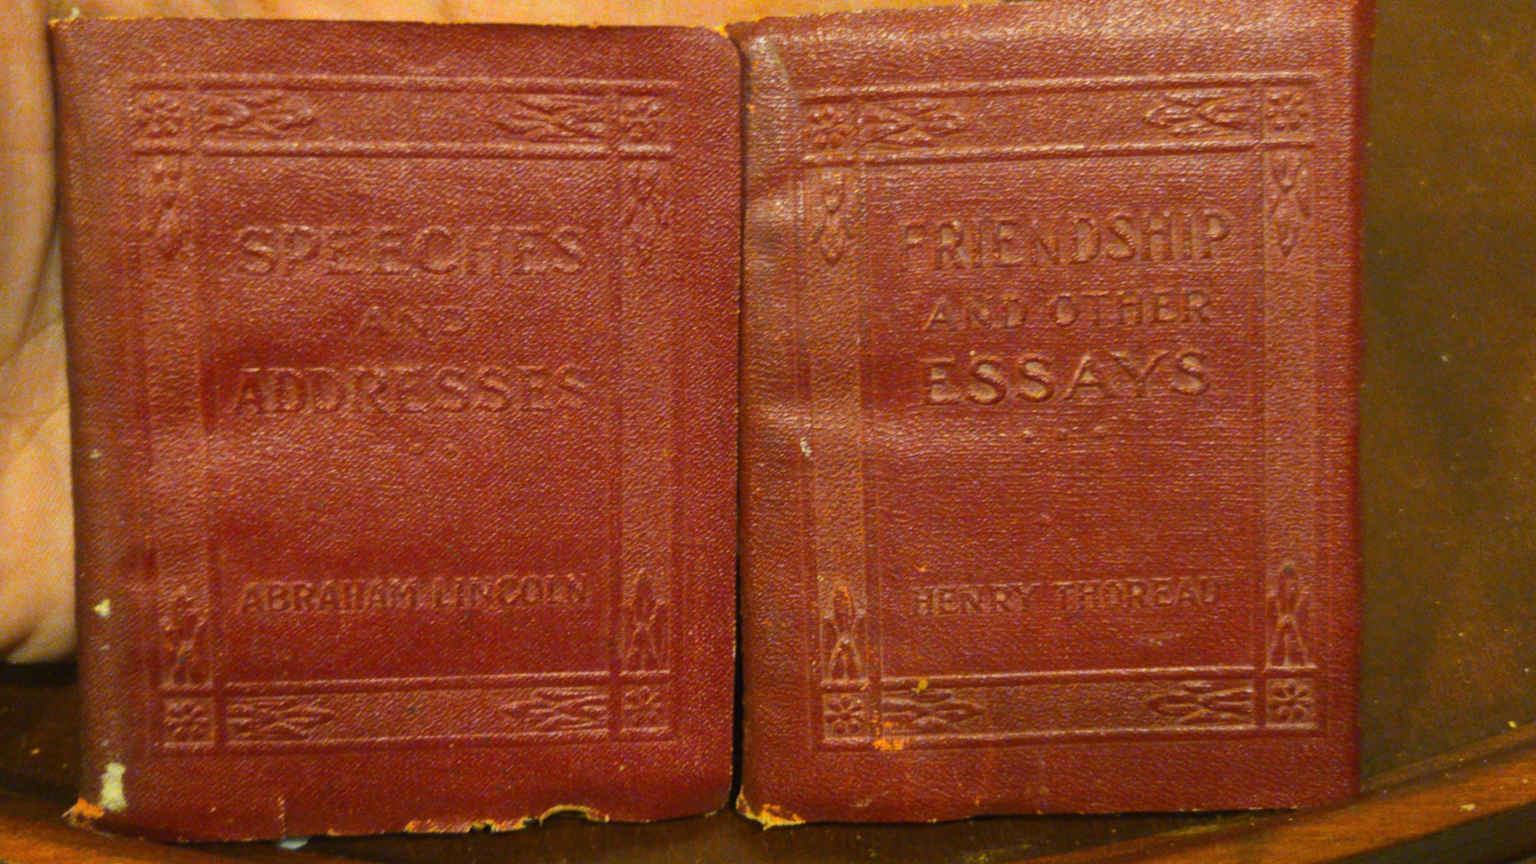 SPEECHES
AND
ADDRESSES
ABRAHAM LINCOLN
FRIENDSHIP
AND OTHER
ESSAYS
HENRY THOREAU